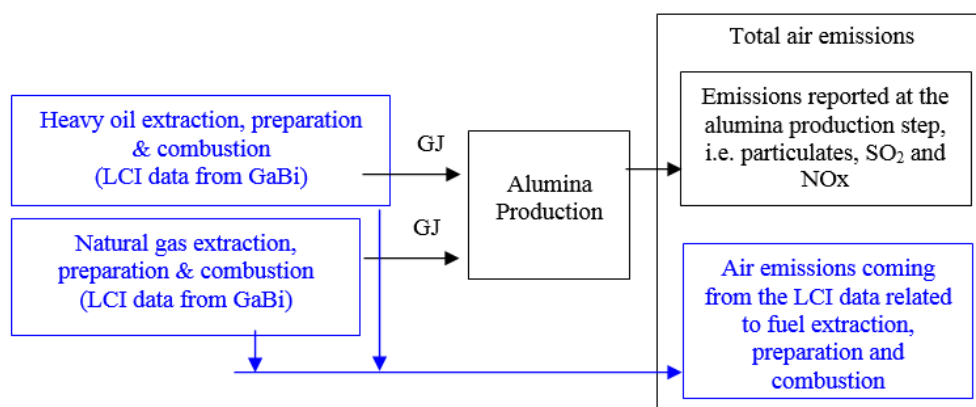 Total air emissions
Heavy oil extraction, preparation
& combustion
(LCI data from GaBi)
GJ
Natural gas extraction,
preparation & combustion
(LCI data from GaBi)
GJ
Alumina
Production
Emissions reported at the
alumina production step,
i.e. particulates, SO₂ and
NOx
Air emissions coming
from the LCI data related
to fuel extraction,
preparation and
combustion